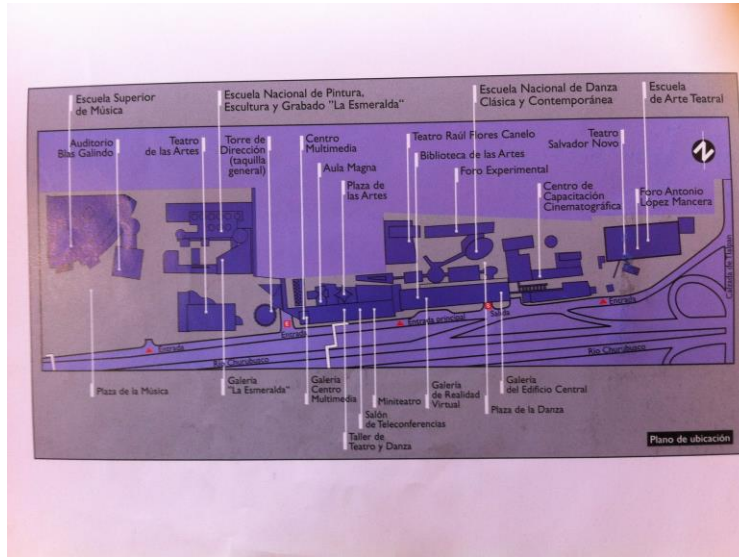 Escuela Superior
de Música
Escuela Nacional de Pintura,
Escultura y Grabado "La Esmeralda"
Escuela Nacional de Danza
Clásica y Contemporánea
Escuela
de Arte Teatral
Auditorio
Blas Galindo
Teatro
de las Artes
Torre de
Dirección
(taquilla
general)
Centro
Multimedia
Aula Magna
Plaza de
las Artes
Teatro Raúl Flores Canelo
Biblioteca de las Artes
Foro Experimental
Centro de
Capacitación
Cinematográfica
Teatro
Salvador Novo
Foro Antonio
López Mancera
Calzada de Tlalpan
Entrada
Entrada
Entrada principal
Salida
Entrada
Río Churubusco
Río Churubusco
Plaza de la Música
Galería
"La Esmeralda"
Galería
Centro
Multimedia
Miniteatro
Salón
de Teleconferencias
Taller de
Teatro y Danza
Galería
de Realidad
Virtual
Galería
del Edificio Central
Plaza de la Danza
Plano de ubicación